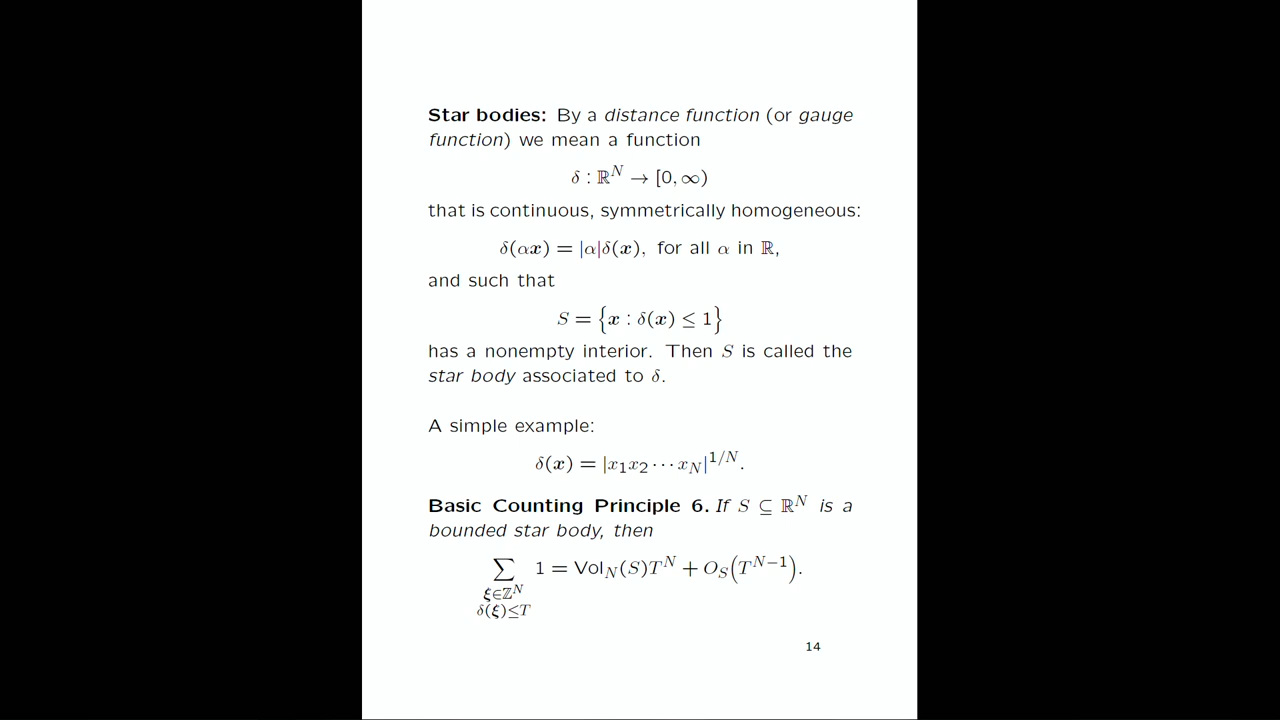 Star bodies: By a distance function (or gauge
function) we mean a function
δ : ℝ^N → [0, ∞)
that is continuous, symmetrically homogeneous:
δ(αx) = |α|δ(x), for all α in ℝ,
and such that
S = {x : δ(x) ≤ 1}
has a nonempty interior. Then S is called the
star body associated to δ.
A simple example:
δ(x) = |x₁x₂ ⋯ x_N|^{1/N}.
Basic Counting Principle 6. If S ⊆ ℝ^N is a
bounded star body, then
∑ 1 = Vol_N(S)T^N + O_S(T^{N−1}).
ξ∈ℤ^N
δ(ξ)≤T
14